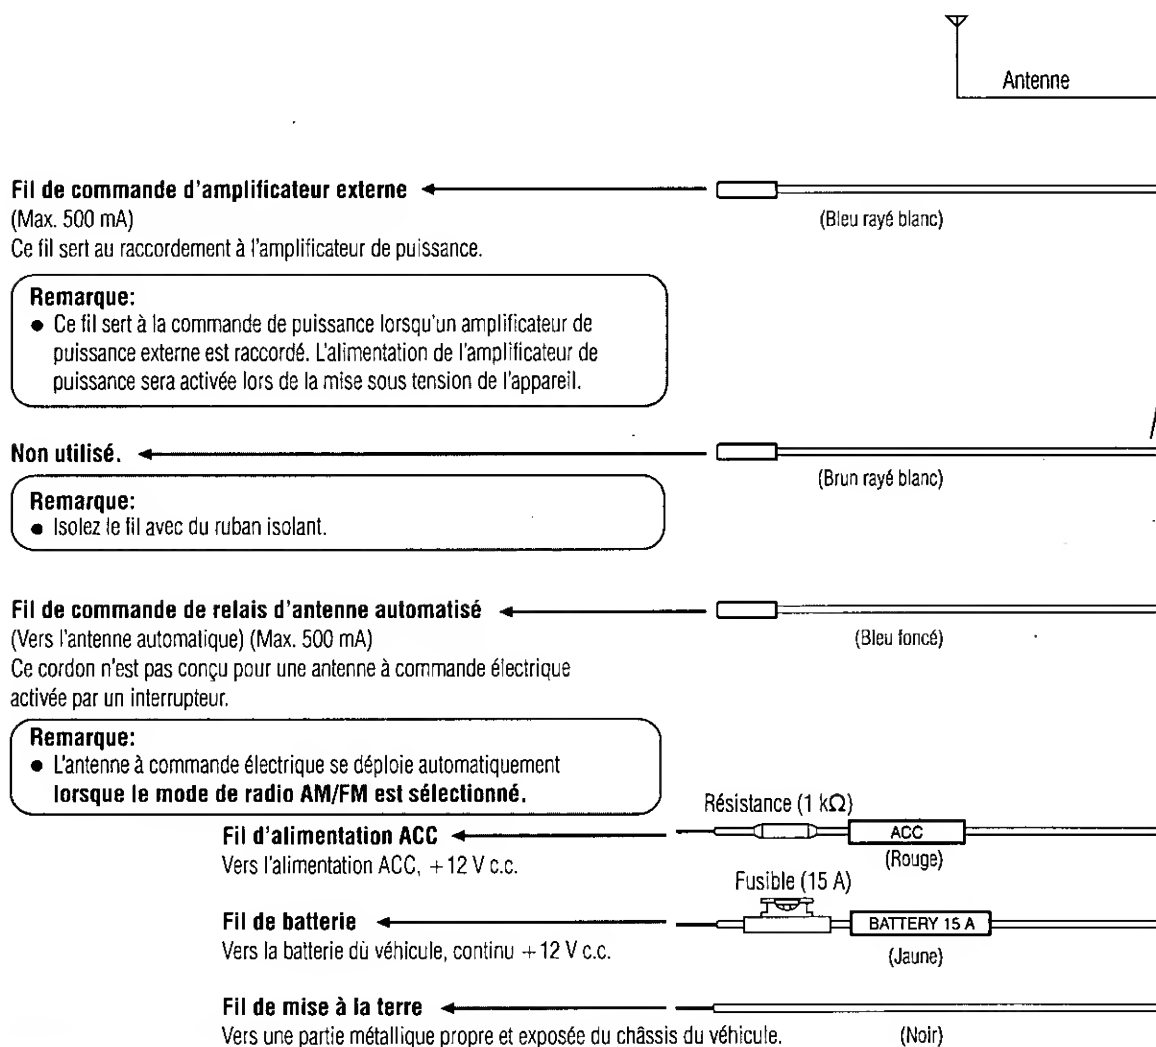 Antenne
Fil de commande d'amplificateur externe
(Max. 500 mA)
(Bleu rayé blanc)
Ce fil sert au raccordement à l'amplificateur de puissance.
Remarque:
● Ce fil sert à la commande de puissance lorsqu'un amplificateur de
puissance externe est raccordé. L'alimentation de l'amplificateur de
puissance sera activée lors de la mise sous tension de l'appareil.
Non utilisé.
(Brun rayé blanc)
Remarque:
● Isolez le fil avec du ruban isolant.
Fil de commande de relais d'antenne automatisé
(Vers l'antenne automatique) (Max. 500 mA)
(Bleu foncé)
Ce cordon n'est pas conçu pour une antenne à commande électrique
activée par un interrupteur.
Remarque:
● L'antenne à commande électrique se déploie automatiquement
lorsque le mode de radio AM/FM est sélectionné.
Résistance (1 kΩ)
Fil d'alimentation ACC
ACC
Vers l'alimentation ACC, +12 V c.c.
(Rouge)
Fusible (15 A)
Fil de batterie
BATTERY 15 A
Vers la batterie dù véhicule, continu +12 V c.c.
(Jaune)
Fil de mise à la terre
Vers une partie métallique propre et exposée du châssis du véhicule.
(Noir)